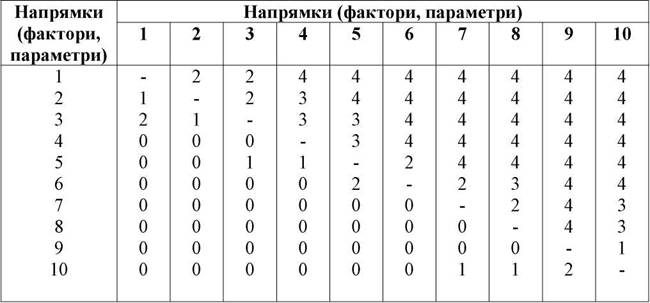 Напрямки (фактори, параметри) Напрямки (фактори, параметри)
1 2 3 4 5 6 7 8 9 10
1 - 2 2 4 4 4 4 4 4 4
2 1 - 2 3 4 4 4 4 4 4
3 2 1 - 3 3 4 4 4 4 4
4 0 0 0 - 3 4 4 4 4 4
5 0 0 1 1 - 2 4 4 4 4
6 0 0 0 0 2 - 2 3 4 4
7 0 0 0 0 0 0 - 2 4 3
8 0 0 0 0 0 0 0 - 4 3
9 0 0 0 0 0 0 0 0 - 1
10 0 0 0 0 0 0 1 1 2 -